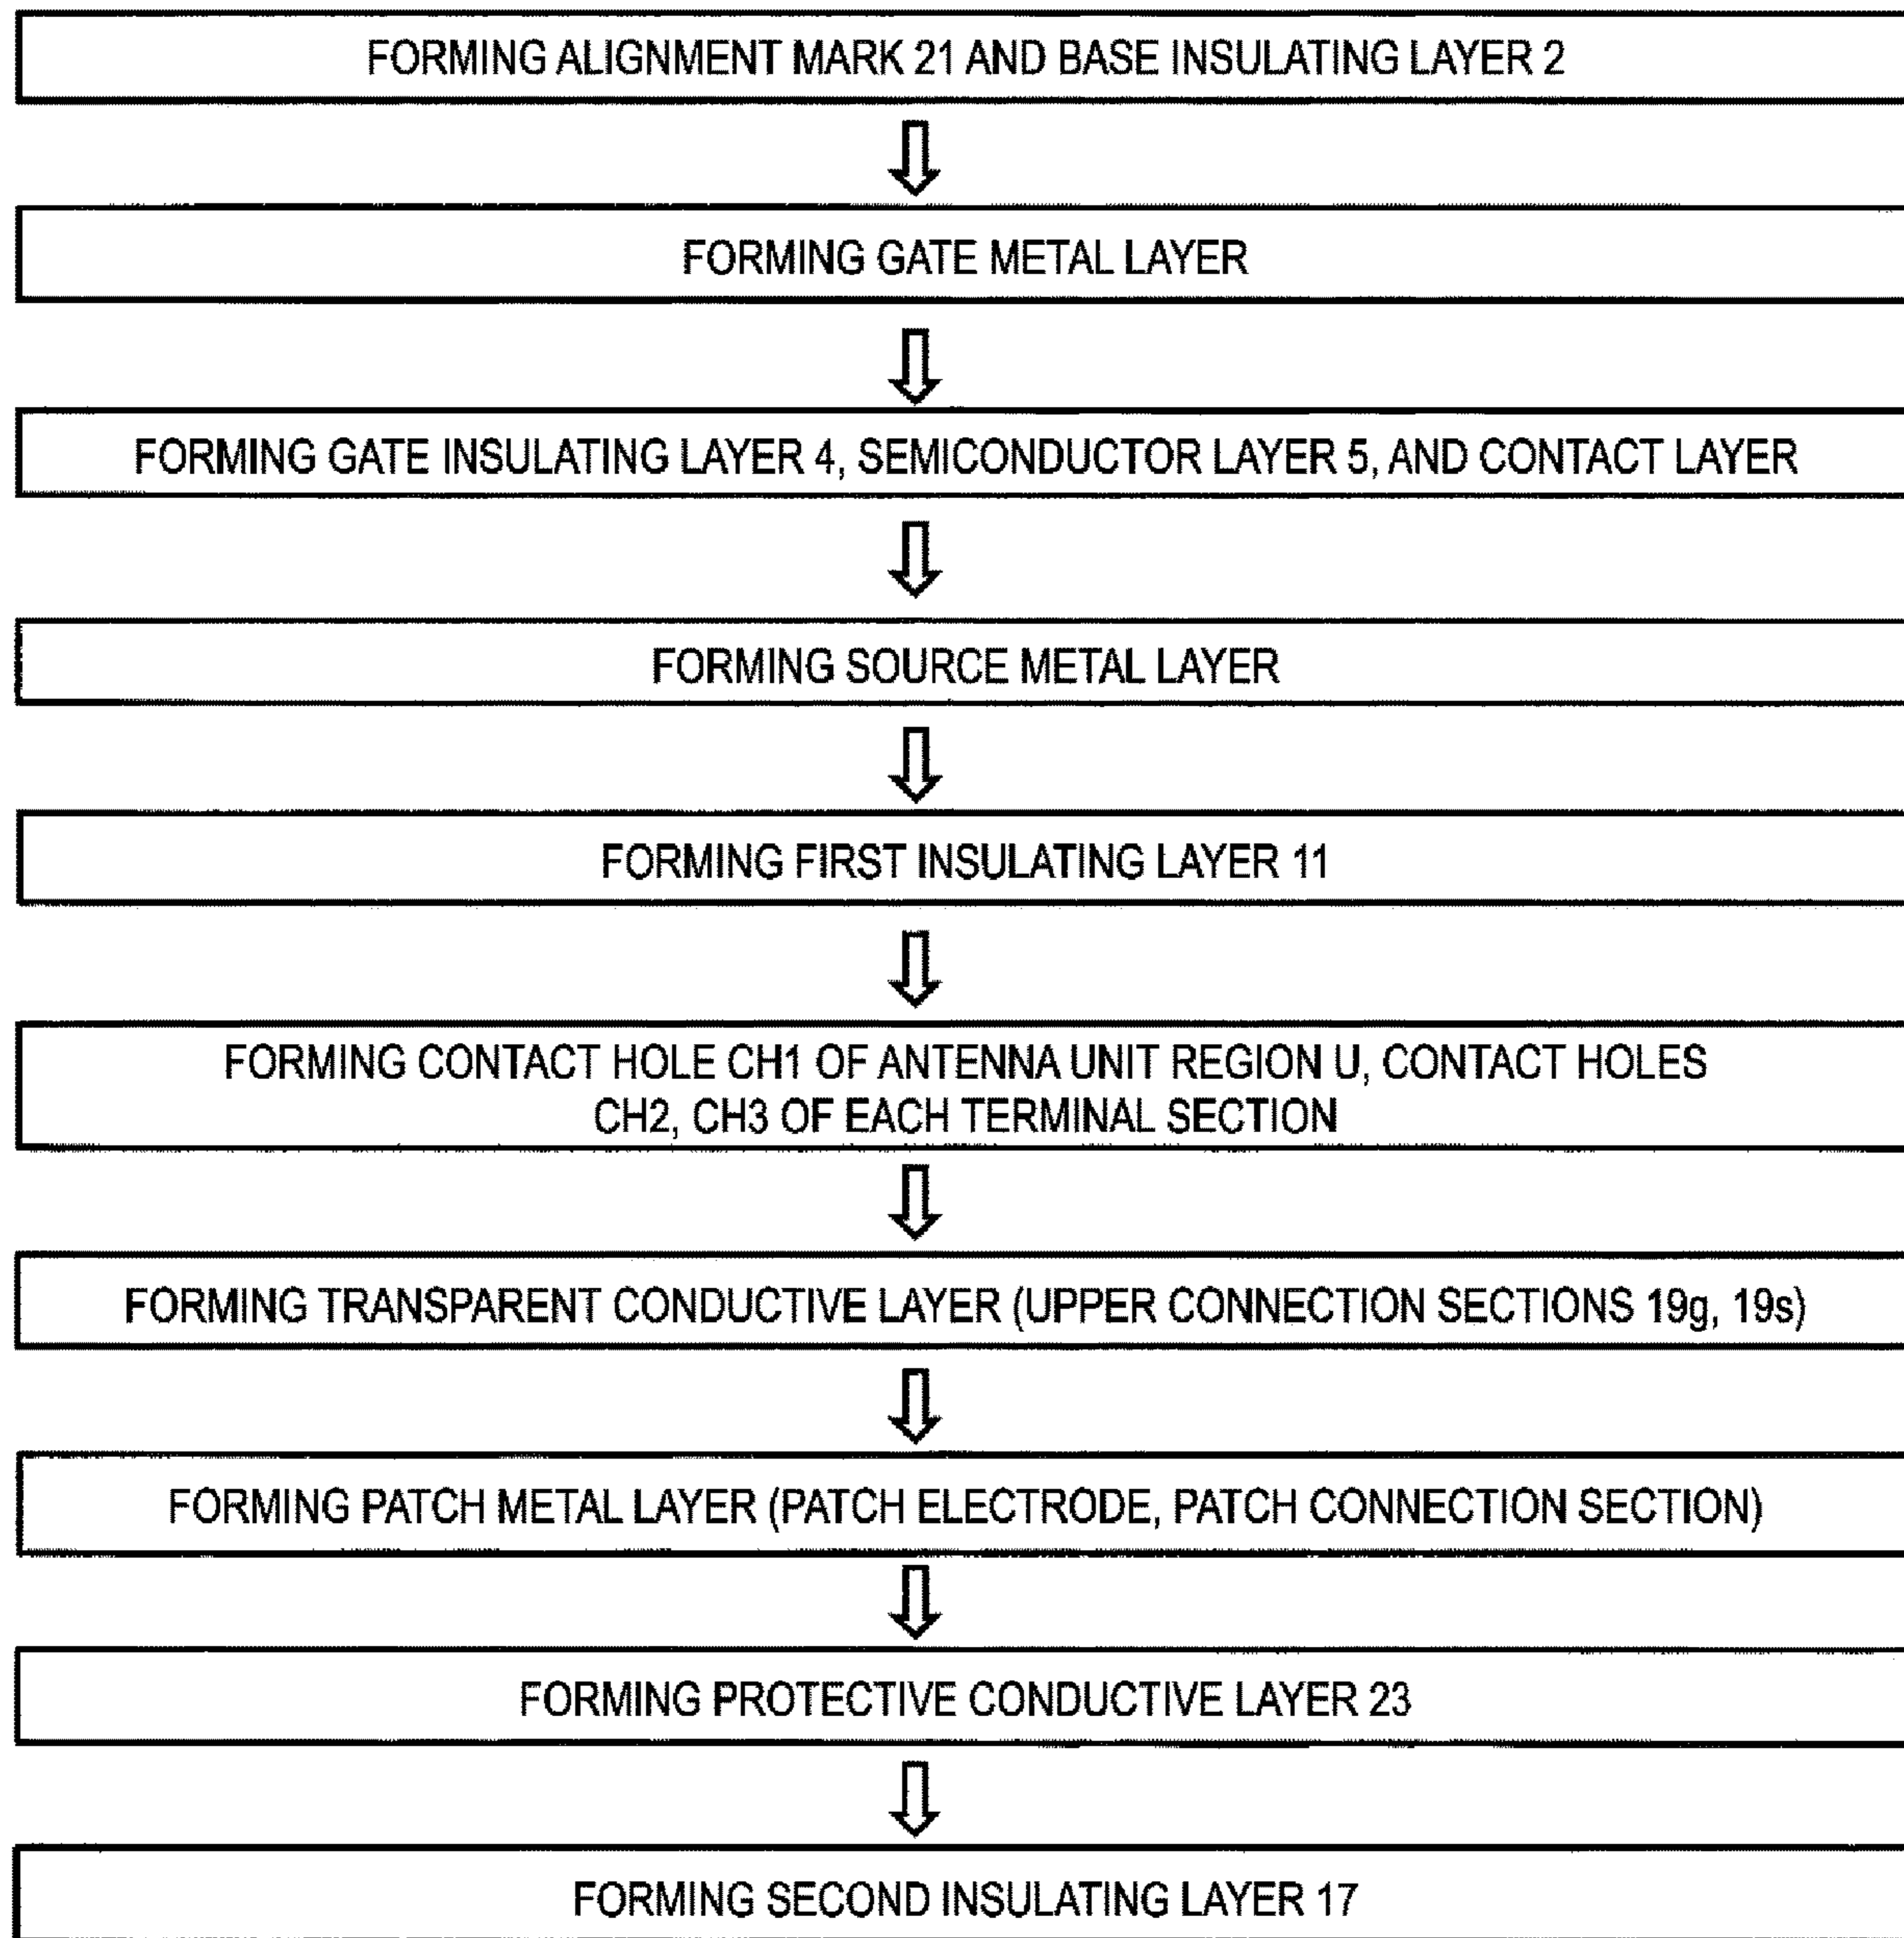 FORMING ALIGNMENT MARK 21 AND BASE INSULATING LAYER 2
FORMING GATE METAL LAYER
FORMING GATE INSULATING LAYER 4, SEMICONDUCTOR LAYER 5, AND CONTACT LAYER
FORMING SOURCE METAL LAYER
FORMING FIRST INSULATING LAYER 11
FORMING CONTACT HOLE CH1 OF ANTENNA UNIT REGION U, CONTACT HOLES
CH2, CH3 OF EACH TERMINAL SECTION
FORMING TRANSPARENT CONDUCTIVE LAYER (UPPER CONNECTION SECTIONS 19g, 19s)
FORMING PATCH METAL LAYER (PATCH ELECTRODE, PATCH CONNECTION SECTION)
FORMING PROTECTIVE CONDUCTIVE LAYER 23
FORMING SECOND INSULATING LAYER 17